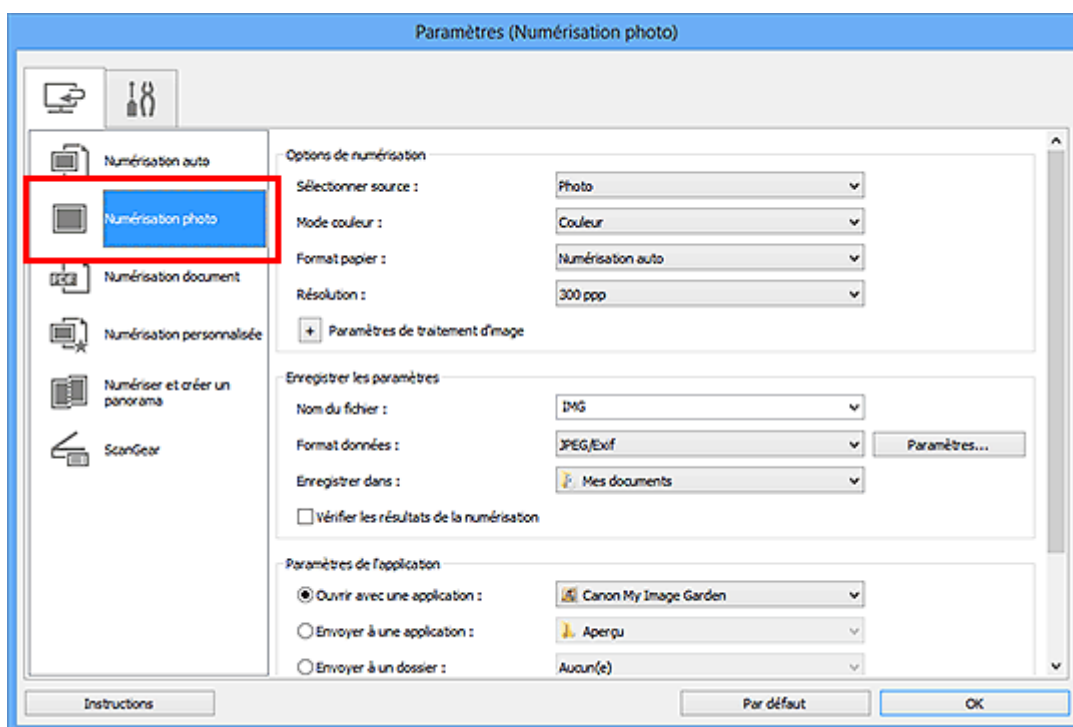 Paramètres (Numérisation photo)
Numérisation auto
Numérisation photo
Numérisation document
Numérisation personnalisée
Numériser et créer un
panorama
ScanGear
Options de numérisation
Sélectionner source : Photo
Mode couleur : Couleur
Format papier : Numérisation auto
Résolution : 300 ppp
+ Paramètres de traitement d'image
Enregistrer les paramètres
Nom du fichier : IMG
Format données : JPEG/Exif Paramètres...
Enregistrer dans : Mes documents
Vérifier les résultats de la numérisation
Paramètres de l'application
Ouvrir avec une application : Canon My Image Garden
Envoyer à une application : Aperçu
Envoyer à un dossier : Aucun(e)
Instructions Par défaut OK